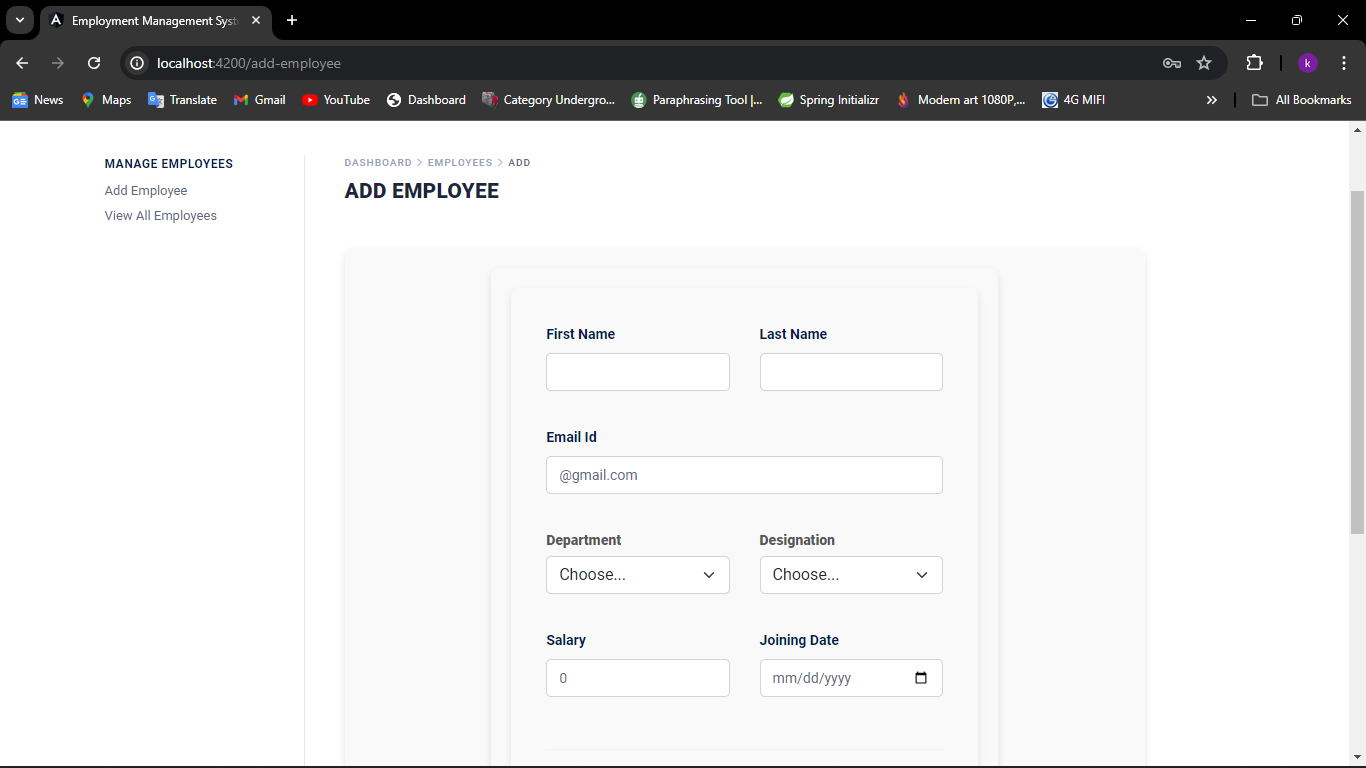 Employment Management Syst
localhost:4200/add-employee
k
News Maps Translate Gmail YouTube Dashboard Category Undergro... Paraphrasing Tool |... Spring Initializr Modern art 1080P,... 4G MIFI » All Bookmarks
MANAGE EMPLOYEES
Add Employee
View All Employees
DASHBOARD > EMPLOYEES > ADD
ADD EMPLOYEE
First Name Last Name
Email Id
@gmail.com
Department Designation
Choose... Choose...
Salary Joining Date
0 mm/dd/yyyy